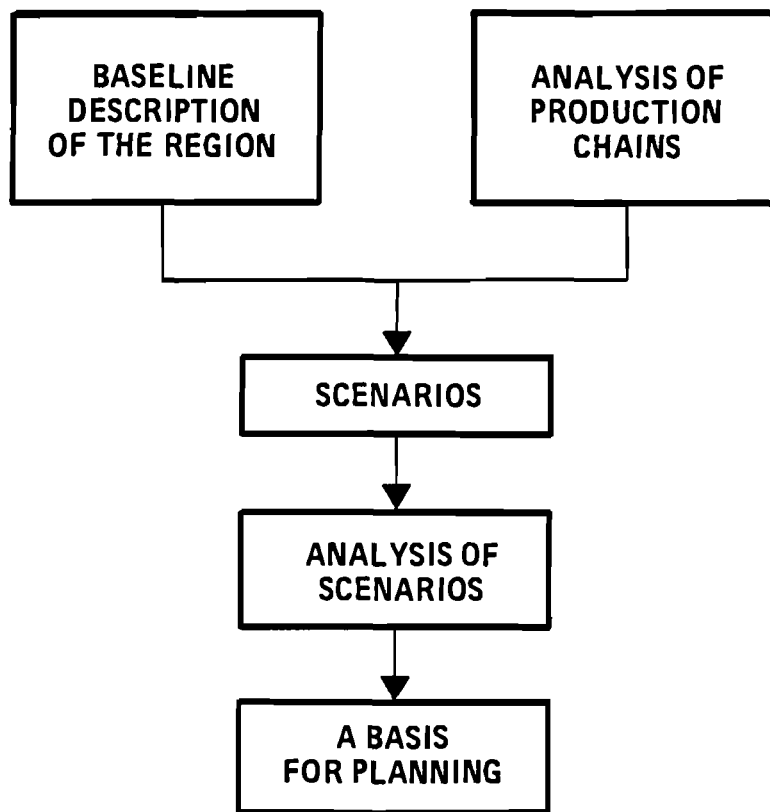 BASELINE
DESCRIPTION
OF THE REGION
ANALYSIS OF
PRODUCTION
CHAINS
SCENARIOS
ANALYSIS OF
SCENARIOS
A BASIS
FOR PLANNING